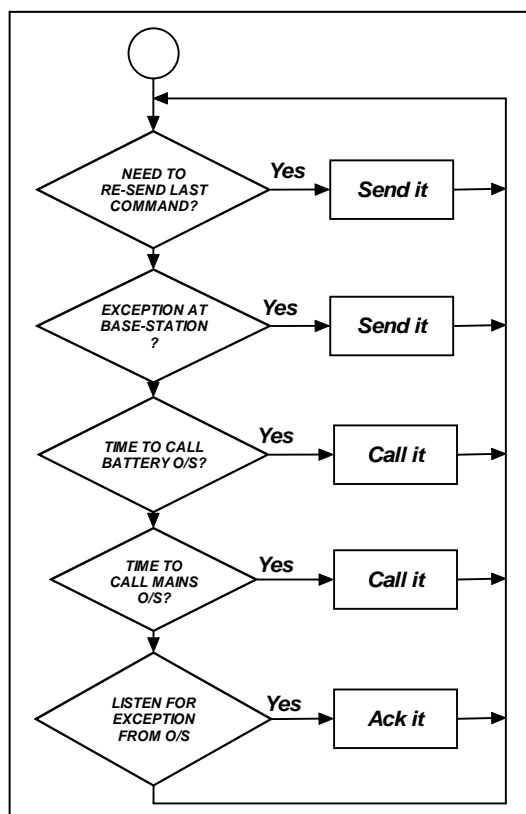 NEED TO
RE-SEND LAST
COMMAND?
Yes
Send it
EXCEPTION AT
BASE-STATION
?
Yes
Send it
TIME TO CALL
BATTERY O/S?
Yes
Call it
TIME TO
CALL MAINS
O/S?
Yes
Call it
LISTEN FOR
EXCEPTION
FROM O/S
Yes
Ack it